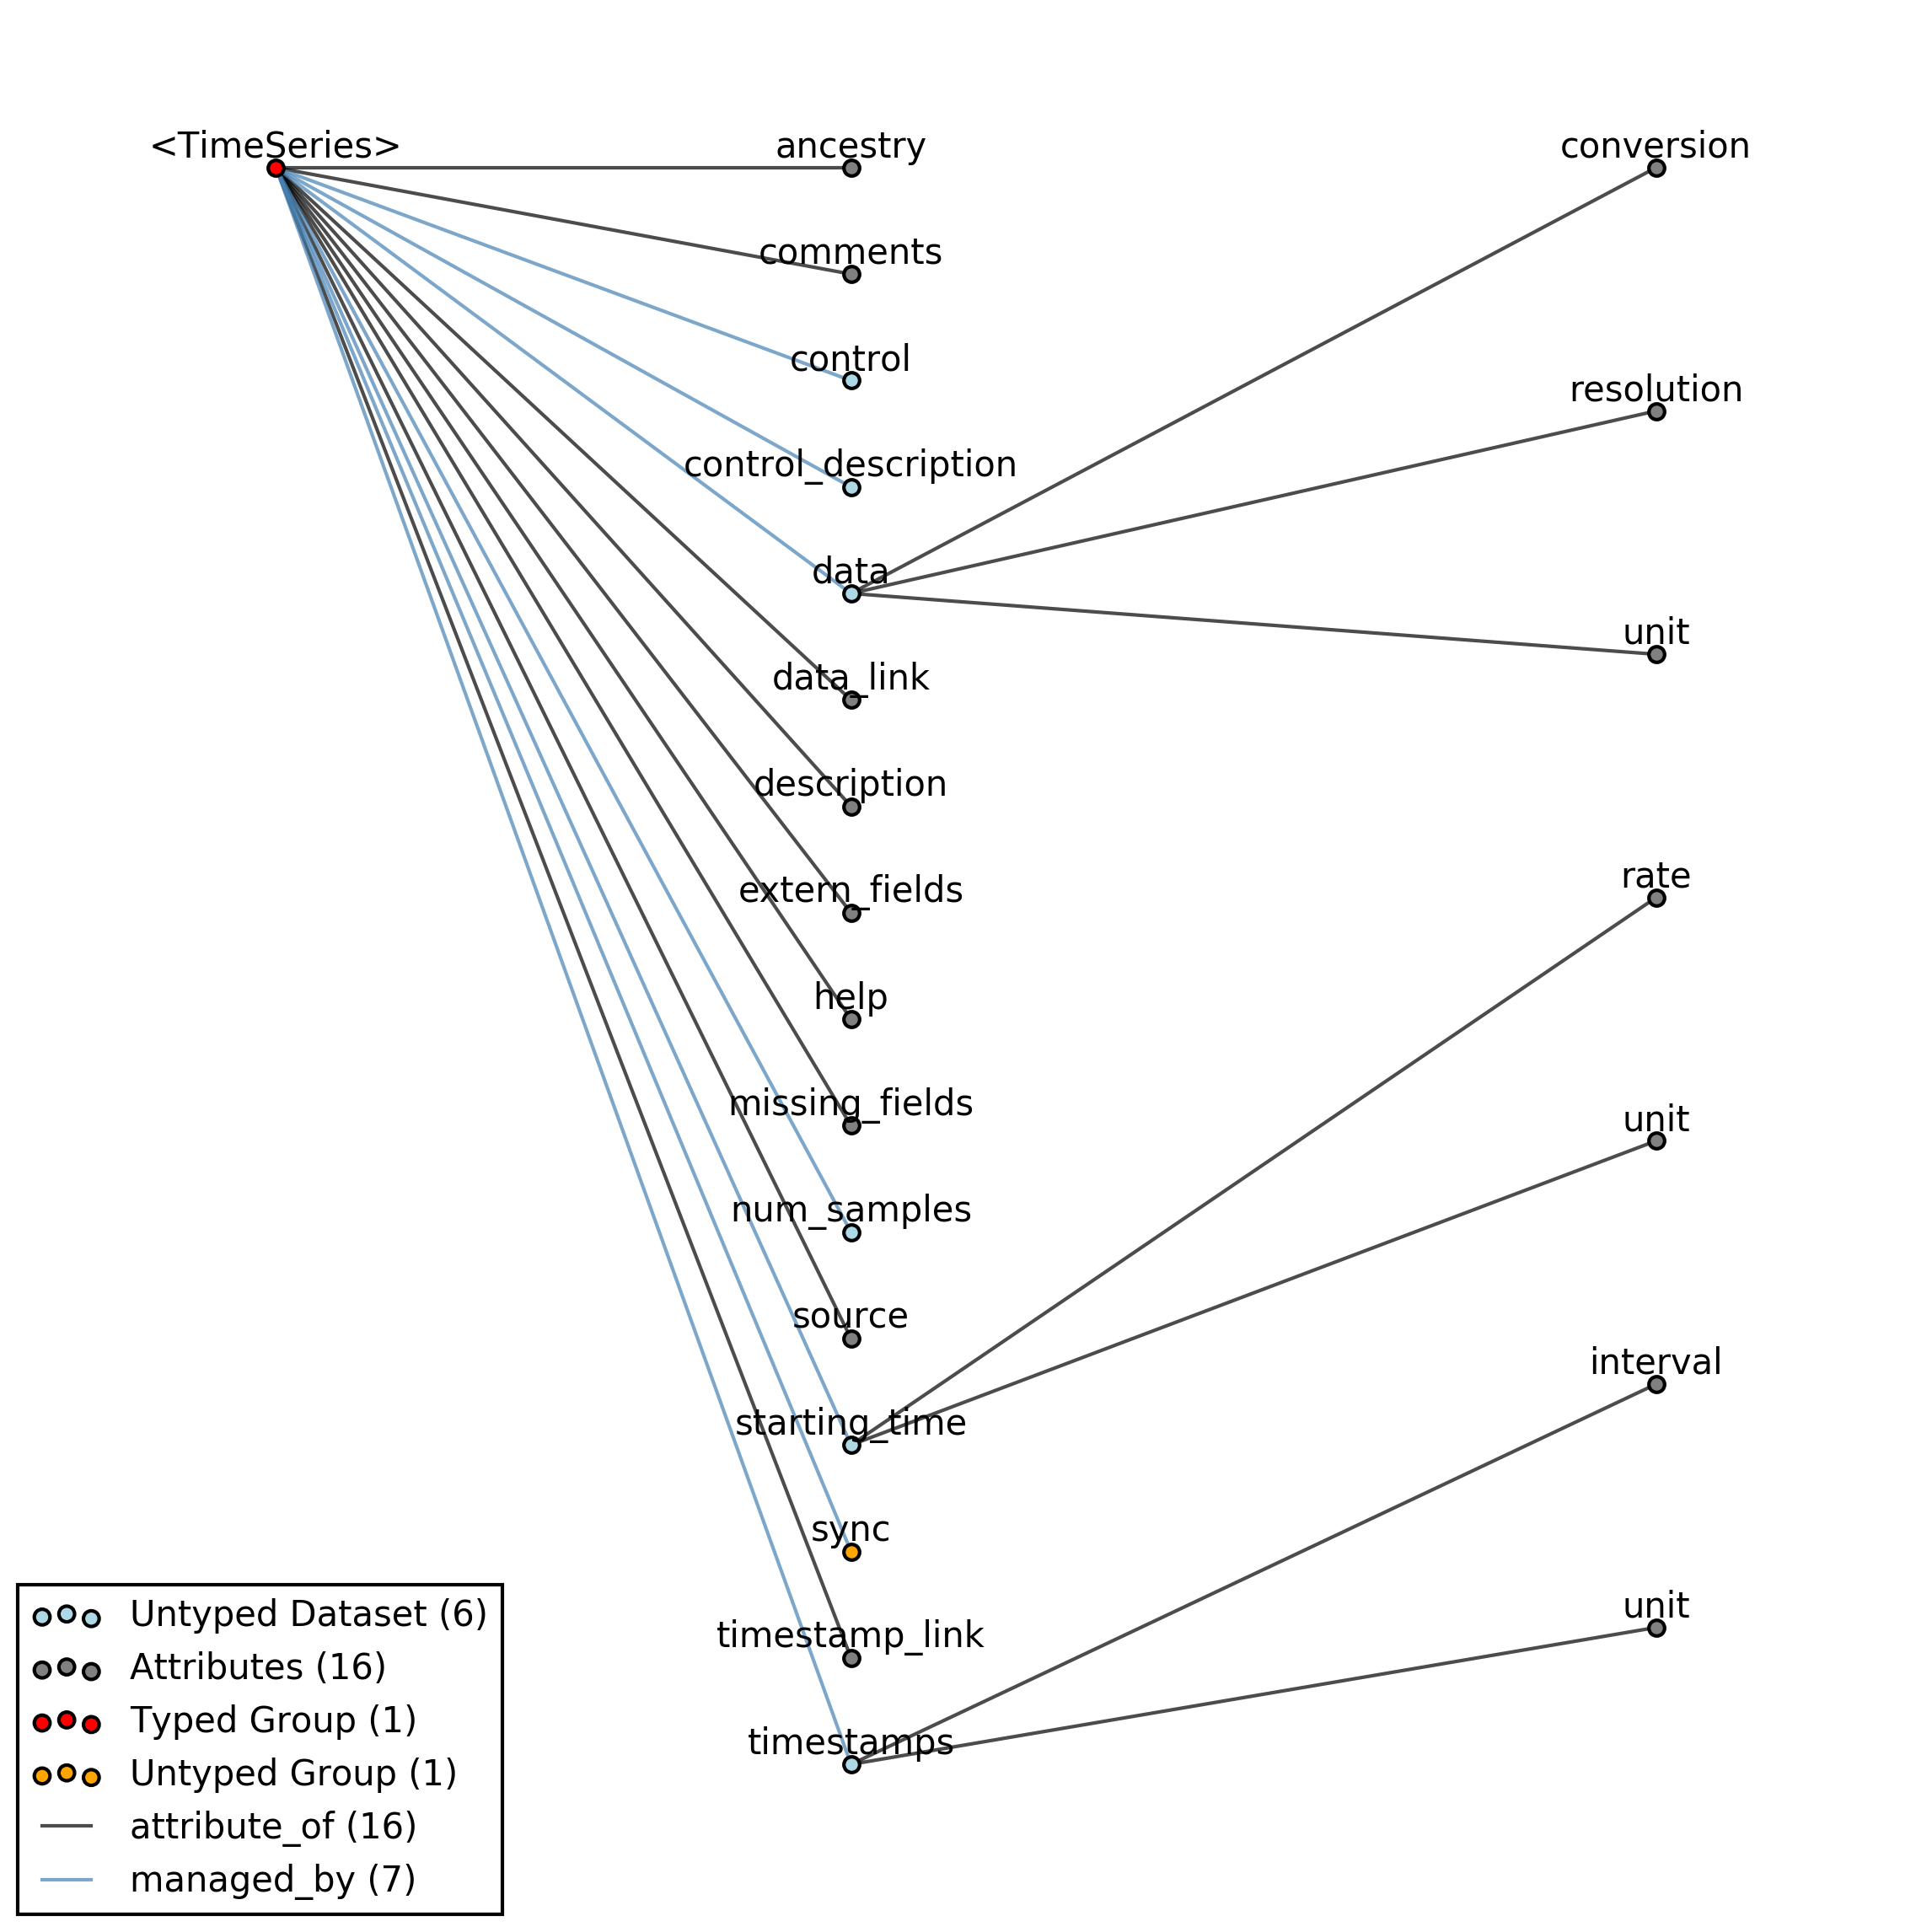 <TimeSeries>
ancestry
comments
control
control_description
data
data_link
description
extern_fields
help
missing_fields
num_samples
source
starting_time
sync
timestamp_link
timestamps
conversion
resolution
unit
rate
unit
interval
unit
Untyped Dataset (6)
Attributes (16)
Typed Group (1)
Untyped Group (1)
attribute_of (16)
managed_by (7)